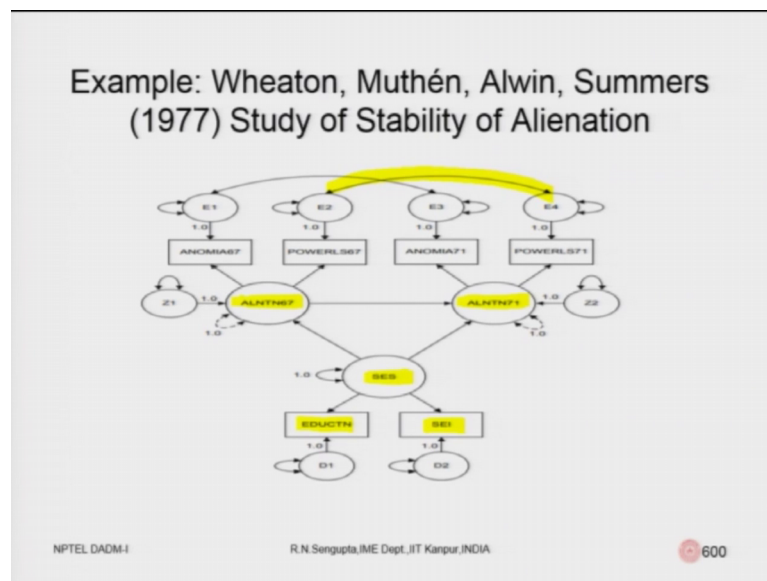 Example: Wheaton, Muthén, Alwin, Summers
(1977) Study of Stability of Alienation
E1 E2 E3 E4
1.0 1.0 1.0 1.0
ANOMIA67 POWERLS67 ANOMIA71 POWERLS71
Z1 1.0 ALNTN67 ALNTN71 1.0 Z2
1.0 1.0
1.0 SES
EDUCTN SEI
1.0 1.0
D1 D2
NPTEL DADM-I R.N.Sengupta,IME Dept.,IIT Kanpur,INDIA 600